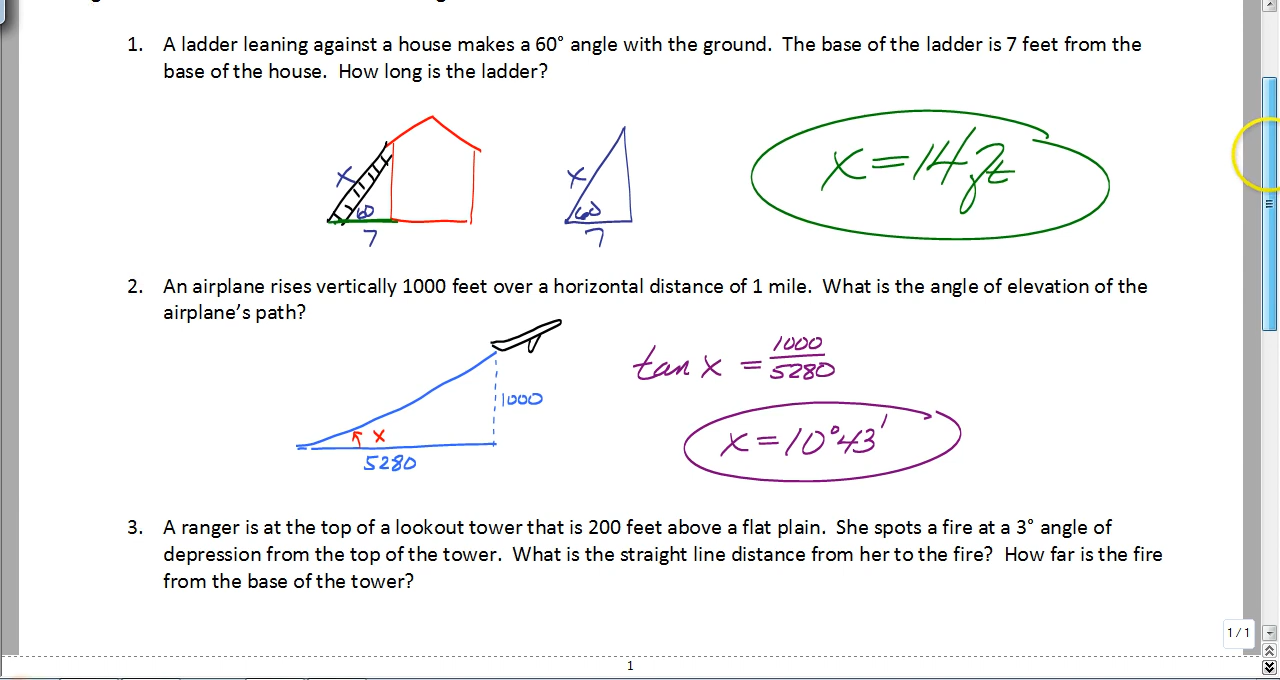 1. A ladder leaning against a house makes a 60° angle with the ground. The base of the ladder is 7 feet from the
base of the house. How long is the ladder?
x
60
7
x
60
7
x = 14 ft
2. An airplane rises vertically 1000 feet over a horizontal distance of 1 mile. What is the angle of elevation of the
airplane's path?
1000
x
5280
tan x = 1000/5280
x = 10°43'
3. A ranger is at the top of a lookout tower that is 200 feet above a flat plain. She spots a fire at a 3° angle of
depression from the top of the tower. What is the straight line distance from her to the fire? How far is the fire
from the base of the tower?
1/1
1